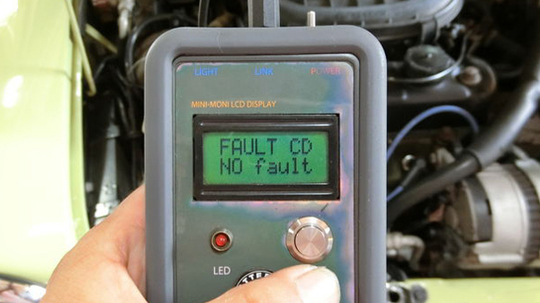 LIGHT LINK POWER
MINI-MONI LCD DISPLAY
FAULT CD
NO fault
LED